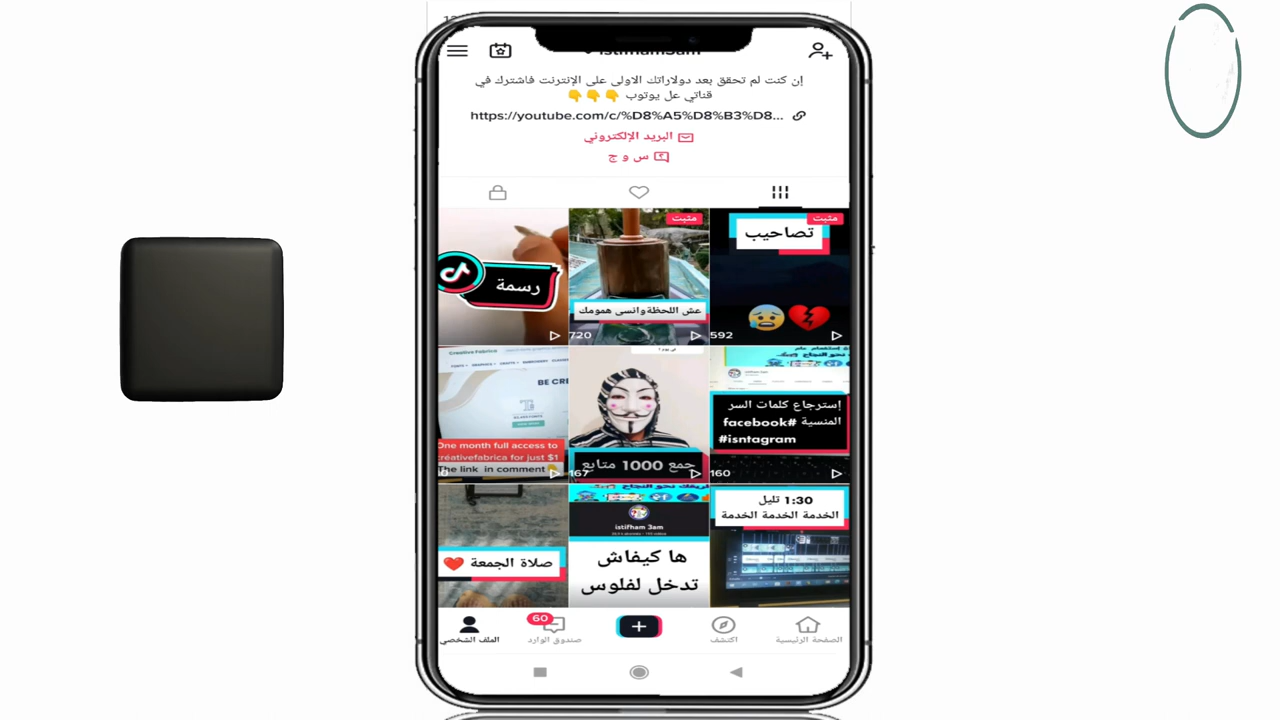 إن كنت لم تحقق بعد دولاراتك الاولى على الإنترنت فاشترك في
قناتي عل يوتوب 👇👇👇
https://youtube.com/c/%D8%A5%D8%B3%D8...
البريد الإلكتروني
س و ج
مثبت
تصاحيب
592
مثبت
عش اللحظة وانسى همومك
720
رسمة
إسترجاع كلمات السر
المنسية #facebook
#isntagram
160
جمع 1000 متابع
167
Creative Fabrica
BE CRE
One month full access to
creativefabrica for just $1
The link in comment
1:30 تليل
الخدمة الخدمة الخدمة
istifham 3am
ها كيفاش
تدخل لفلوس
صلاة الجمعة ❤️
الصفحة الرئيسية
اكتشف
60
صندوق الوارد
الملف الشخصي